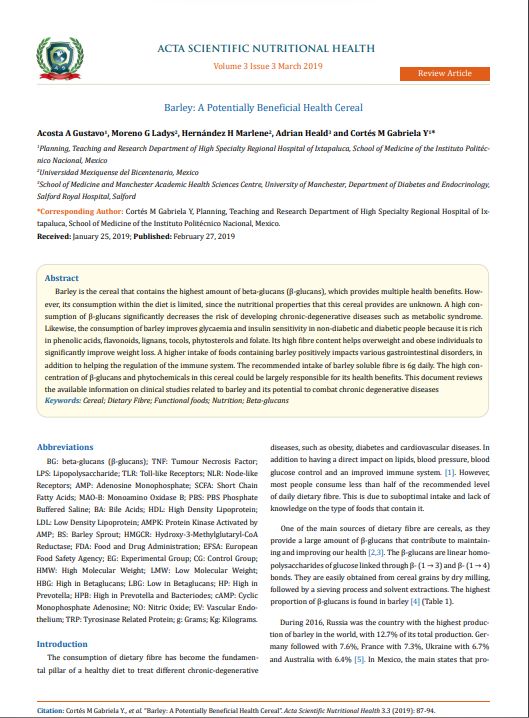 ACTA SCIENTIFIC NUTRITIONAL HEALTH
Volume 3 Issue 3 March 2019
Review Article
Barley: A Potentially Beneficial Health Cereal
Acosta A Gustavo¹, Moreno G Ladys², Hernández H Marlene², Adrian Heald³ and Cortés M Gabriela Y¹*
¹Planning, Teaching and Research Department of High Specialty Regional Hospital of Ixtapaluca, School of Medicine of the Instituto Politéc-
nico Nacional, Mexico
²Universidad Mexiquense del Bicentenario, Mexico
³School of Medicine and Manchester Academic Health Sciences Centre, University of Manchester, Department of Diabetes and Endocrinology,
Salford Royal Hospital, Salford
*Corresponding Author: Cortés M Gabriela Y, Planning, Teaching and Research Department of High Specialty Regional Hospital of Ix-
tapaluca, School of Medicine of the Instituto Politécnico Nacional, Mexico.
Received: January 25, 2019; Published: February 27, 2019
Abstract
Barley is the cereal that contains the highest amount of beta-glucans (β-glucans), which provides multiple health benefits. How-
ever, its consumption within the diet is limited, since the nutritional properties that this cereal provides are unknown. A high con-
sumption of β-glucans significantly decreases the risk of developing chronic-degenerative diseases such as metabolic syndrome.
Likewise, the consumption of barley improves glycaemia and insulin sensitivity in non-diabetic and diabetic people because it is rich
in phenolic acids, flavonoids, lignans, tocols, phytosterols and folate. Its high fibre content helps overweight and obese individuals to
significantly improve weight loss. A higher intake of foods containing barley positively impacts various gastrointestinal disorders, in
addition to helping the regulation of the immune system. The recommended intake of barley soluble fibre is 6g daily. The high con-
centration of β-glucans and phytochemicals in this cereal could be largely responsible for its health benefits. This document reviews
the available information on clinical studies related to barley and its potential to combat chronic degenerative diseases
Keywords: Cereal; Dietary Fibre; Functional foods; Nutrition; Beta-glucans
Abbreviations
BG: beta-glucans (β-glucans); TNF: Tumour Necrosis Factor;
LPS: Lipopolysaccharide; TLR: Toll-like Receptors; NLR: Node-like
Receptors; AMP: Adenosine Monophosphate; SCFA: Short Chain
Fatty Acids; MAO-B: Monoamino Oxidase B; PBS: PBS Phosphate
Buffered Saline; BA: Bile Acids; HDL: High Density Lipoprotein;
LDL: Low Density Lipoprotein; AMPK: Protein Kinase Activated by
AMP; BS: Barley Sprout; HMGCR: Hydroxy-3-Methylglutaryl-CoA
Reductase; FDA: Food and Drug Administration; EFSA: European
Food Safety Agency; EG: Experimental Group; CG: Control Group;
HMW: High Molecular Weight; LMW: Low Molecular Weight;
HBG: High in Betaglucans; LBG: Low in Betaglucans; HP: High in
Prevotella; HPB: High in Prevotella and Bacteriodes; cAMP: Cyclic
Monophosphate Adenosine; NO: Nitric Oxide; EV: Vascular Endo-
thelium; TRP: Tyrosinase Related Protein; g: Grams; Kg: Kilograms.
Introduction
The consumption of dietary fibre has become the fundamen-
tal pillar of a healthy diet to treat different chronic-degenerative
diseases, such as obesity, diabetes and cardiovascular diseases. In
addition to having a direct impact on lipids, blood pressure, blood
glucose control and an improved immune system. [1]. However,
most people consume less than half of the recommended level
of daily dietary fibre. This is due to suboptimal intake and lack of
knowledge on the type of foods that contain it.
One of the main sources of dietary fibre are cereals, as they
provide a large amount of β-glucans that contribute to maintain-
ing and improving our health [2,3]. The β-glucans are linear homo-
polysaccharides of glucose linked through β- (1 → 3) and β- (1 → 4)
bonds. They are easily obtained from cereal grains by dry milling,
followed by a sieving process and solvent extractions. The highest
proportion of β-glucans is found in barley [4] (Table 1).
During 2016, Russia was the country with the highest produc-
tion of barley in the world, with 12.7% of its total production. Ger-
many followed with 7.6%, France with 7.3%, Ukraine with 6.7%
and Australia with 6.4% [5]. In Mexico, the main states that pro-
Citation: Cortés M Gabriela Y., et al. "Barley: A Potentially Beneficial Health Cereal". Acta Scientific Nutritional Health 3.3 (2019): 87-94.